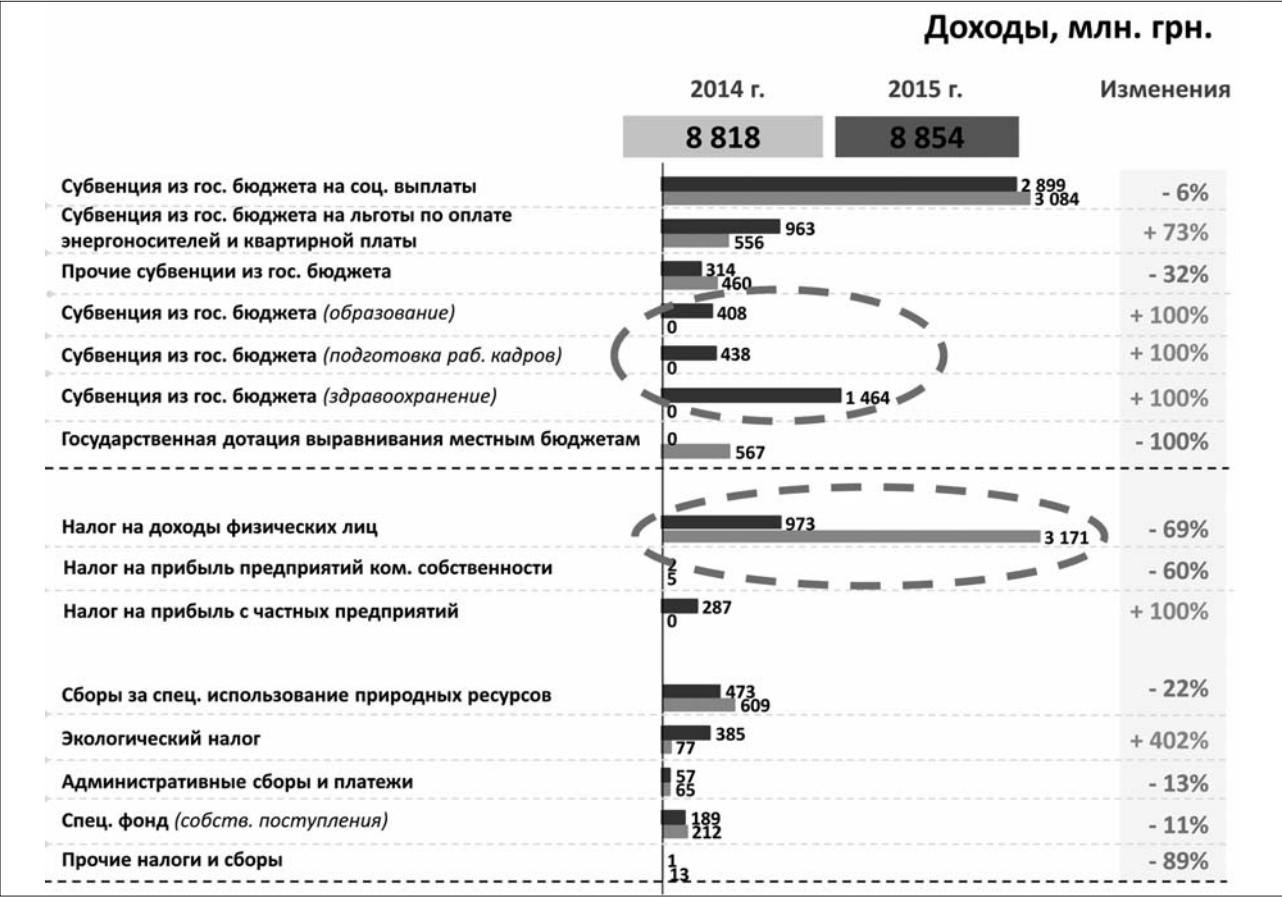 Доходы, млн. грн.
2014 г. 2015 г. Изменения
8 818 8 854
Субвенция из гос. бюджета на соц. выплаты 2 899 - 6%
3 084
Субвенция из гос. бюджета на льготы по оплате
энергоносителей и квартирной платы 963 + 73%
556
Прочие субвенции из гос. бюджета 314 - 32%
460
Субвенция из гос. бюджета (образование) 408 + 100%
0
Субвенция из гос. бюджета (подготовка раб. кадров) 438 + 100%
0
Субвенция из гос. бюджета (здравоохранение) 1 464 + 100%
0
Государственная дотация выравнивания местным бюджетам 0 - 100%
567
Налог на доходы физических лиц 973 - 69%
3 171
Налог на прибыль предприятий ком. собственности 2 - 60%
5
Налог на прибыль с частных предприятий 287 + 100%
0
Сборы за спец. использование природных ресурсов 473 - 22%
609
Экологический налог 385 + 402%
77
Административные сборы и платежи 57 - 13%
65
Спец. фонд (собств. поступления) 189 - 11%
212
Прочие налоги и сборы 1 - 89%
13